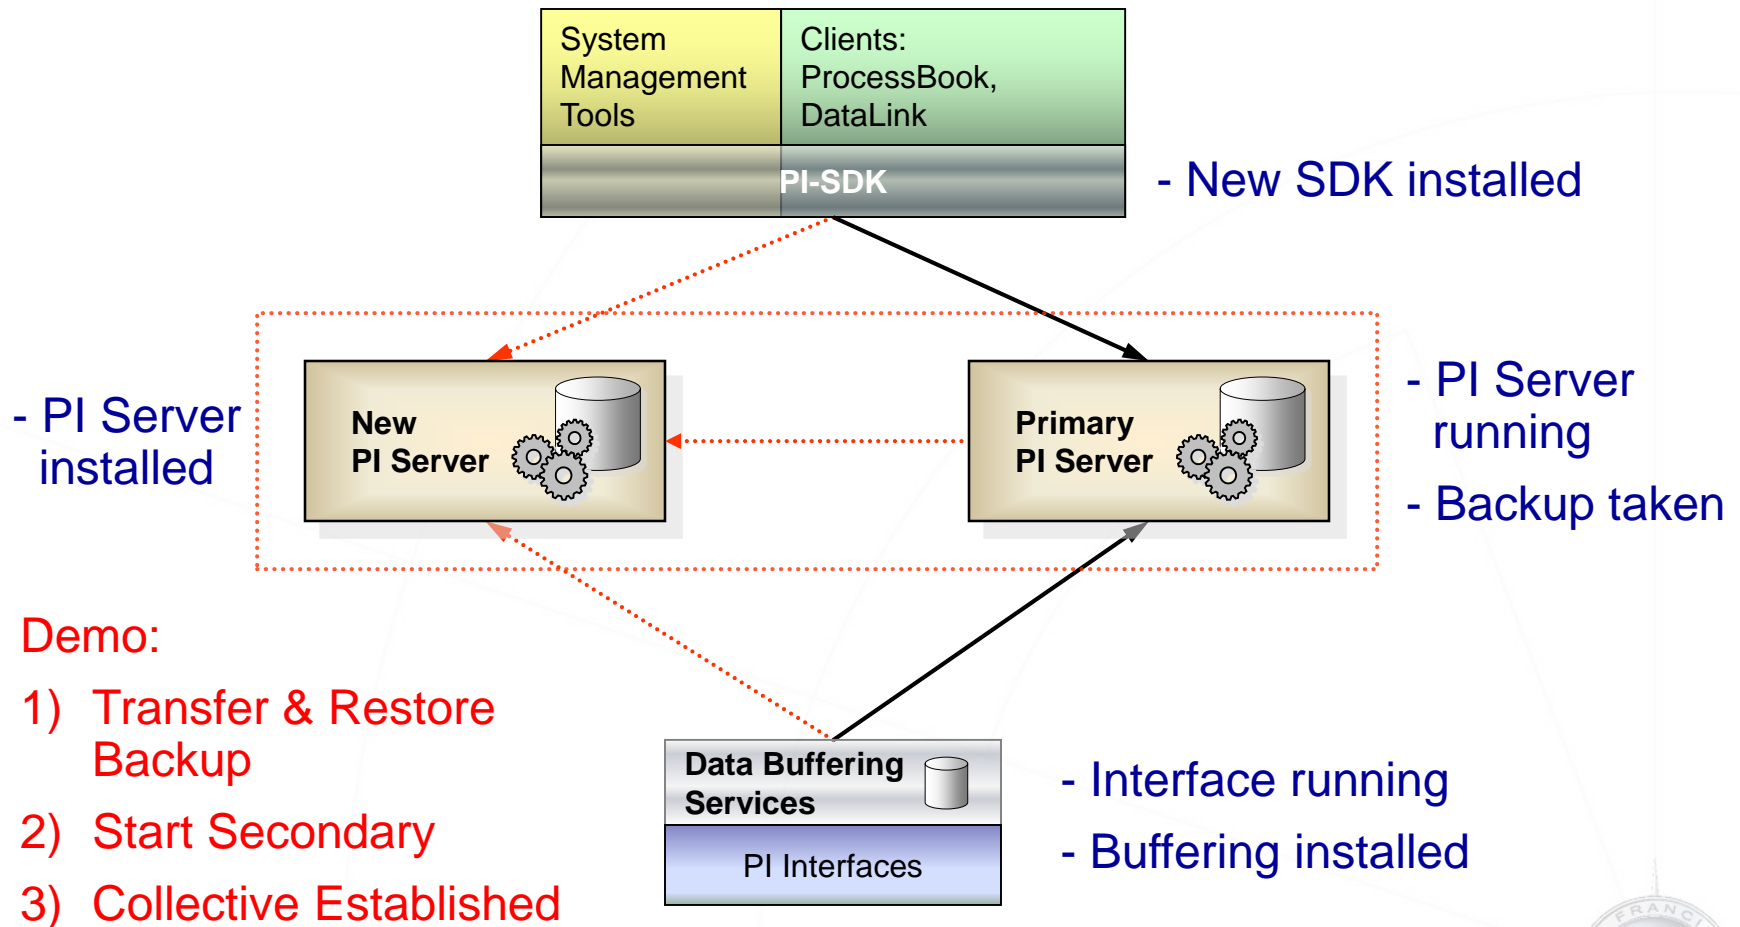 System
Management
Tools
Clients:
ProcessBook,
DataLink
PI-SDK
- New SDK installed
- PI Server
installed
New
PI Server
Primary
PI Server
- PI Server
running
- Backup taken
Demo:
1) Transfer & Restore
Backup
2) Start Secondary
3) Collective Established
Data Buffering
Services
PI Interfaces
- Interface running
- Buffering installed